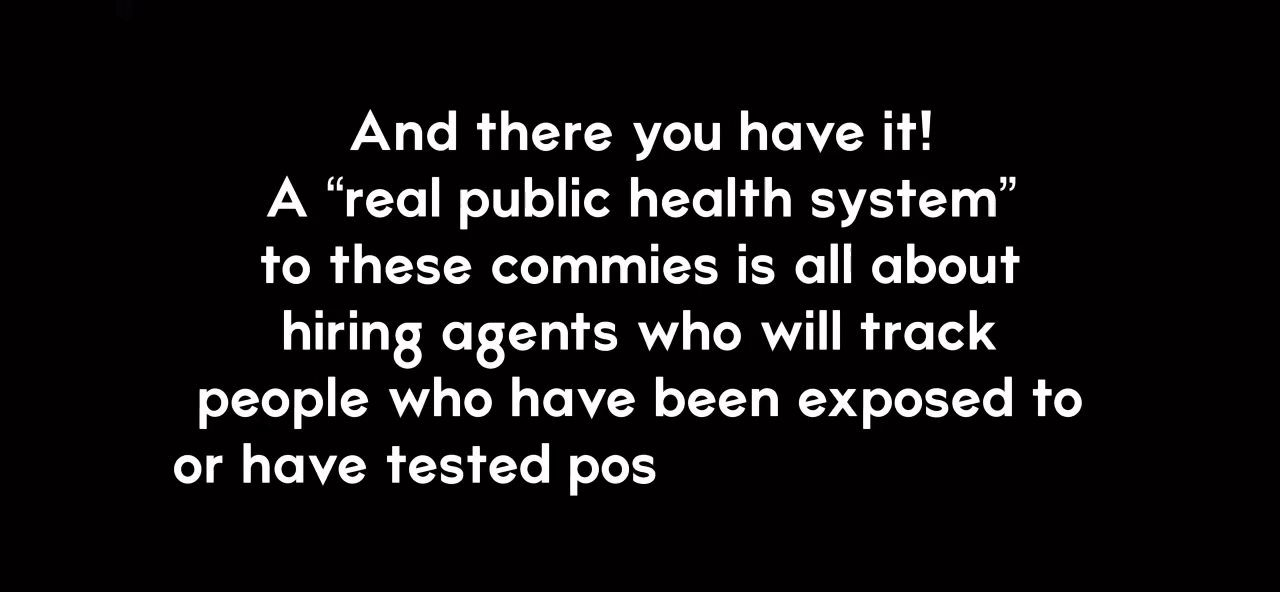 And there you have it!
A “real public health system”
to these commies is all about
hiring agents who will track
people who have been exposed to
or have tested pos